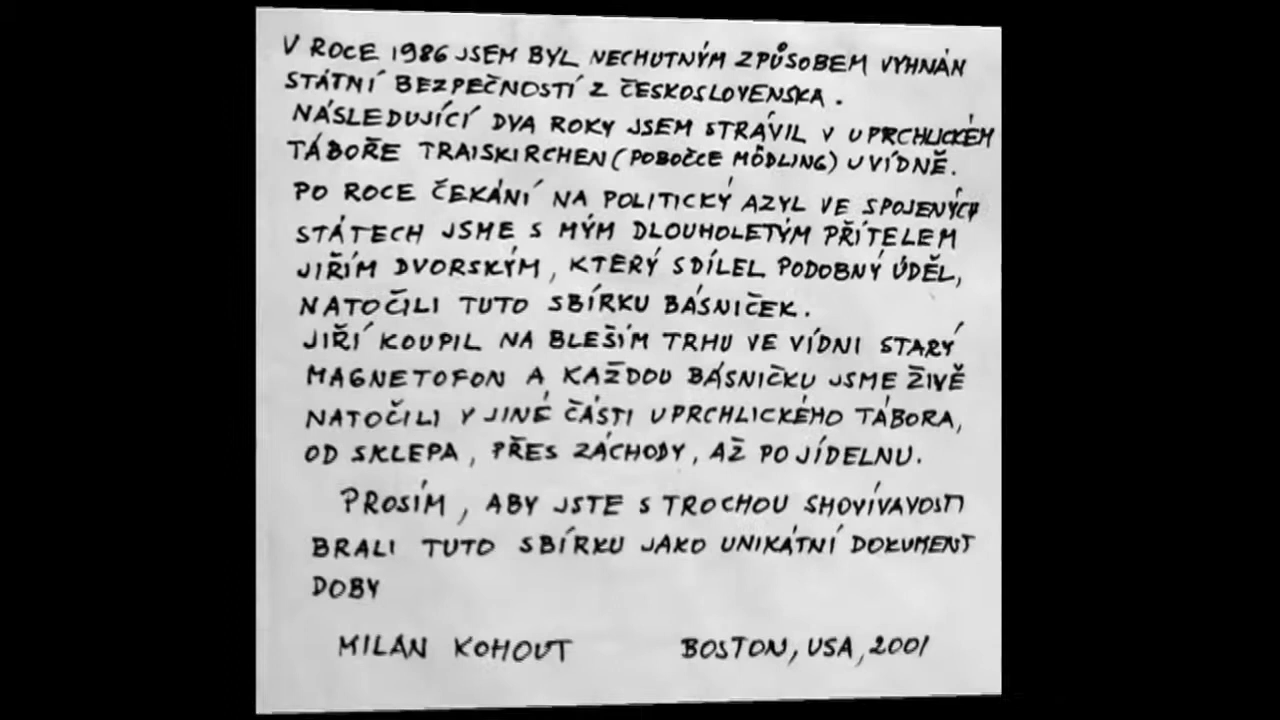 V ROCE 1986 JSEM BYL NECHUTNÝM ZPŮSOBEM VYHNÁN
STÁTNÍ BEZPEČNOSTÍ Z ČESKOSLOVENSKA.
NÁSLEDUJÍCÍ DVA ROKY JSEM STRÁVIL V UPRCHLICKÉM
TÁBOŘE TRAISKIRCHEN (POBOČCE MÖDLING) U VÍDNĚ.
PO ROCE ČEKÁNÍ NA POLITICKÝ AZYL VE SPOJENÝCH
STÁTECH JSME S MÝM DLOUHOLETÝM PŘÍTELEM
JIŘÍM DVORSKÝM, KTERÝ SDÍLEL PODOBNÝ ÚDĚL,
NATOČILI TUTO SBÍRKU BÁSNIČEK.
JIŘÍ KOUPIL NA BLEŠÍM TRHU VE VÍDNI STARÝ
MAGNETOFON A KAŽDOU BÁSNIČKU JSME ŽIVĚ
NATOČILI V JINÉ ČÁSTI UPRCHLICKÉHO TÁBORA,
OD SKLEPA, PŘES ZÁCHODY, AŽ PO JÍDELNU.
PROSÍM, ABY JSTE S TROCHOU SHOVÍVAVOSTI
BRALI TUTO SBÍRKU JAKO UNIKÁTNÍ DOKUMENT
DOBY
MILAN KOHOUT BOSTON, USA, 2001